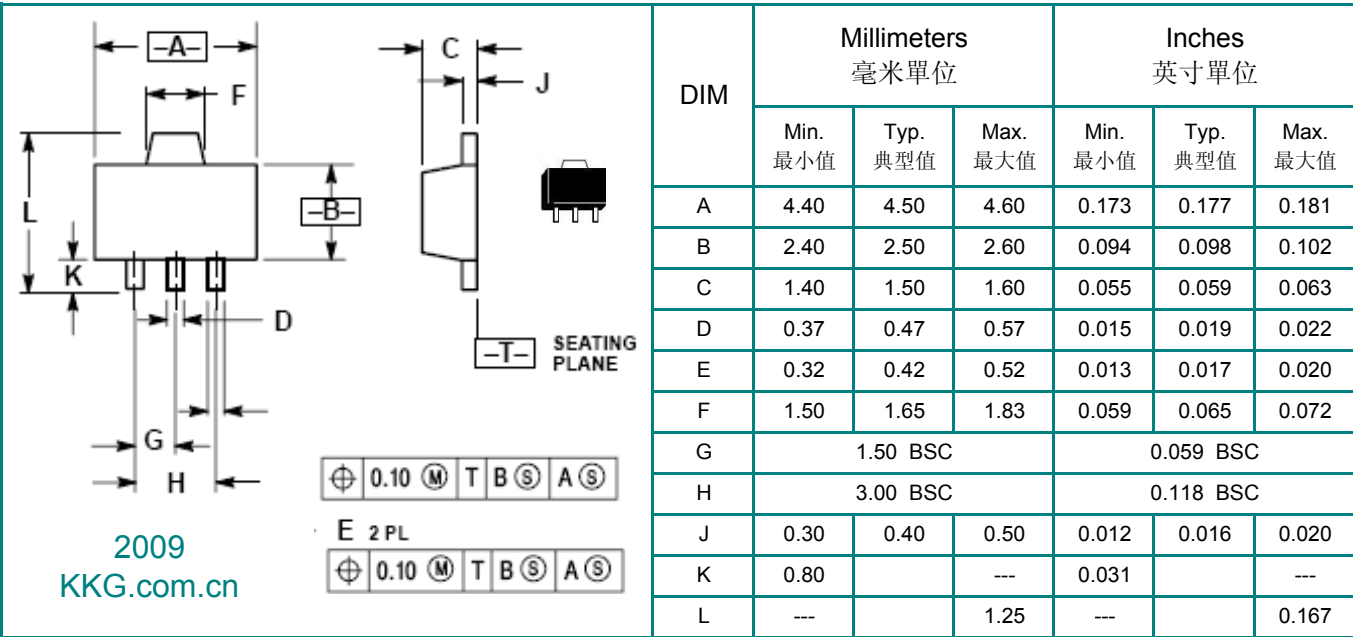 –A–
F
L
K
–B–
D
G
H
C
J
–T– SEATING
PLANE
⌖ 0.10 Ⓜ T B Ⓢ A Ⓢ
E 2 PL
⌖ 0.10 Ⓜ T B Ⓢ A Ⓢ
2009
KKG.com.cn
DIM Millimeters Inches
毫米單位 英寸單位
Min. Typ. Max. Min. Typ. Max.
最小值 典型值 最大值 最小值 典型值 最大值
A 4.40 4.50 4.60 0.173 0.177 0.181
B 2.40 2.50 2.60 0.094 0.098 0.102
C 1.40 1.50 1.60 0.055 0.059 0.063
D 0.37 0.47 0.57 0.015 0.019 0.022
E 0.32 0.42 0.52 0.013 0.017 0.020
F 1.50 1.65 1.83 0.059 0.065 0.072
G 1.50 BSC 0.059 BSC
H 3.00 BSC 0.118 BSC
J 0.30 0.40 0.50 0.012 0.016 0.020
K 0.80 --- 0.031 ---
L --- 1.25 --- 0.167